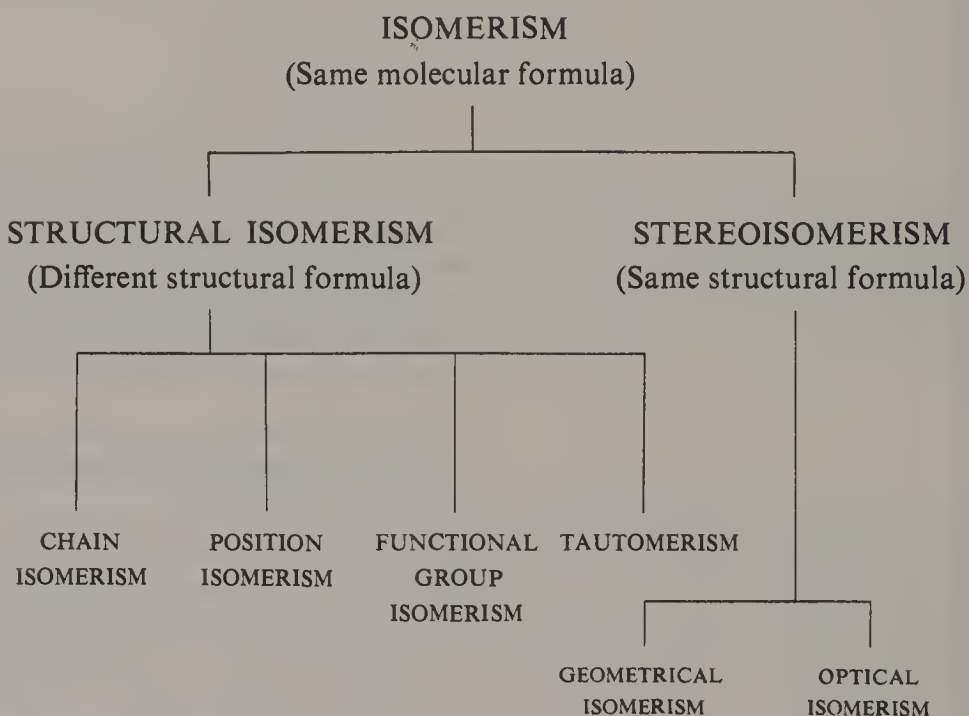 ISOMERISM
(Same molecular formula)
STRUCTURAL ISOMERISM
(Different structural formula)
STEREOISOMERISM
(Same structural formula)
CHAIN
ISOMERISM
POSITION
ISOMERISM
FUNCTIONAL
GROUP
ISOMERISM
TAUTOMERISM
GEOMETRICAL
ISOMERISM
OPTICAL
ISOMERISM